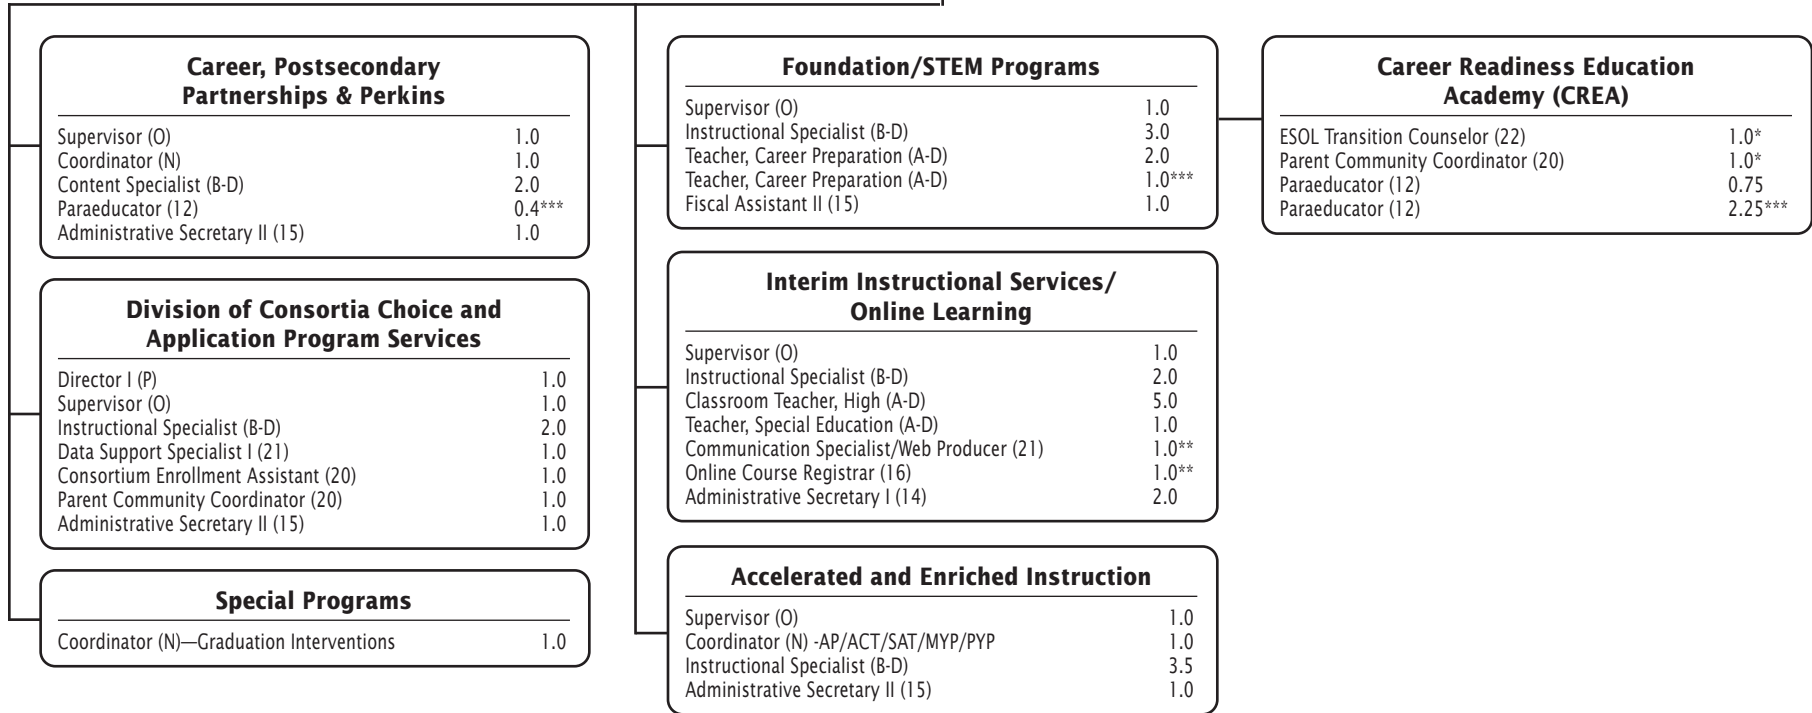 Career, Postsecondary
Partnerships & Perkins
Supervisor (O) 1.0
Coordinator (N) 1.0
Content Specialist (B-D) 2.0
Paraeducator (12) 0.4***
Administrative Secretary II (15) 1.0
Division of Consortia Choice and
Application Program Services
Director I (P) 1.0
Supervisor (O) 1.0
Instructional Specialist (B-D) 2.0
Data Support Specialist I (21) 1.0
Consortium Enrollment Assistant (20) 1.0
Parent Community Coordinator (20) 1.0
Administrative Secretary II (15) 1.0
Special Programs
Coordinator (N)—Graduation Interventions 1.0
Foundation/STEM Programs
Supervisor (O) 1.0
Instructional Specialist (B-D) 3.0
Teacher, Career Preparation (A-D) 2.0
Teacher, Career Preparation (A-D) 1.0***
Fiscal Assistant II (15) 1.0
Interim Instructional Services/
Online Learning
Supervisor (O) 1.0
Instructional Specialist (B-D) 2.0
Classroom Teacher, High (A-D) 5.0
Teacher, Special Education (A-D) 1.0
Communication Specialist/Web Producer (21) 1.0**
Online Course Registrar (16) 1.0**
Administrative Secretary I (14) 2.0
Accelerated and Enriched Instruction
Supervisor (O) 1.0
Coordinator (N) -AP/ACT/SAT/MYP/PYP 1.0
Instructional Specialist (B-D) 3.5
Administrative Secretary II (15) 1.0
Career Readiness Education
Academy (CREA)
ESOL Transition Counselor (22) 1.0*
Parent Community Coordinator (20) 1.0*
Paraeducator (12) 0.75
Paraeducator (12) 2.25***